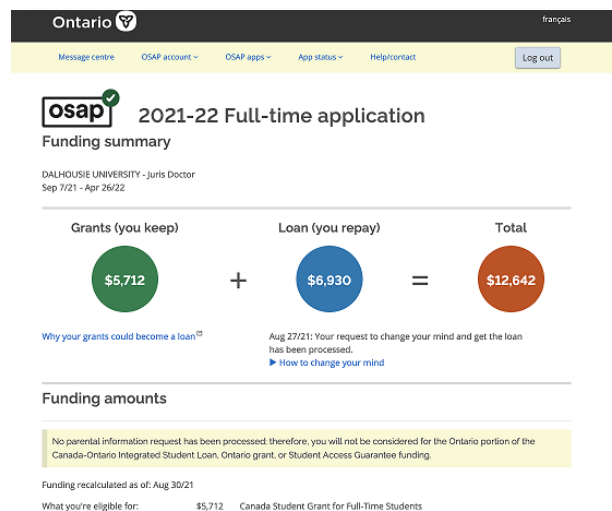 Ontario
français
Message centre OSAP account OSAP apps App status Help/contact Log out
osap 2021-22 Full-time application
Funding summary
DALHOUSIE UNIVERSITY - Juris Doctor
Sep 7/21 - Apr 26/22
Grants (you keep) Loan (you repay) Total
$5,712 + $6,930 = $12,642
Why your grants could become a loan
Aug 27/21: Your request to change your mind and get the loan
has been processed.
How to change your mind
Funding amounts
No parental information request has been processed; therefore, you will not be considered for the Ontario portion of the
Canada-Ontario Integrated Student Loan, Ontario grant, or Student Access Guarantee funding.
Funding recalculated as of: Aug 30/21
What you're eligible for: $5,712 Canada Student Grant for Full-Time Students